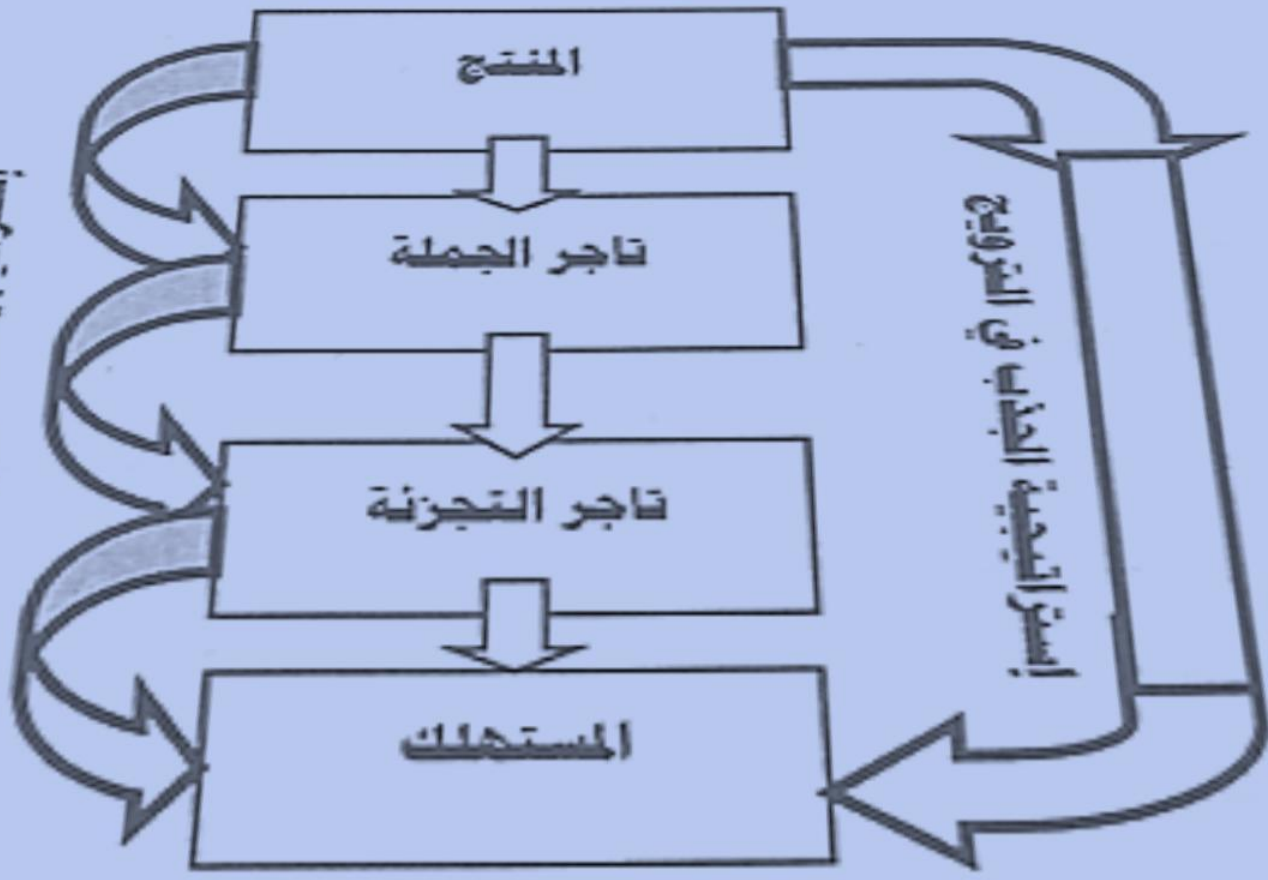 المنتج
تاجر الجملة
تاجر التجزئة
المستهلك
إستراتيجية الجذب في الترويج